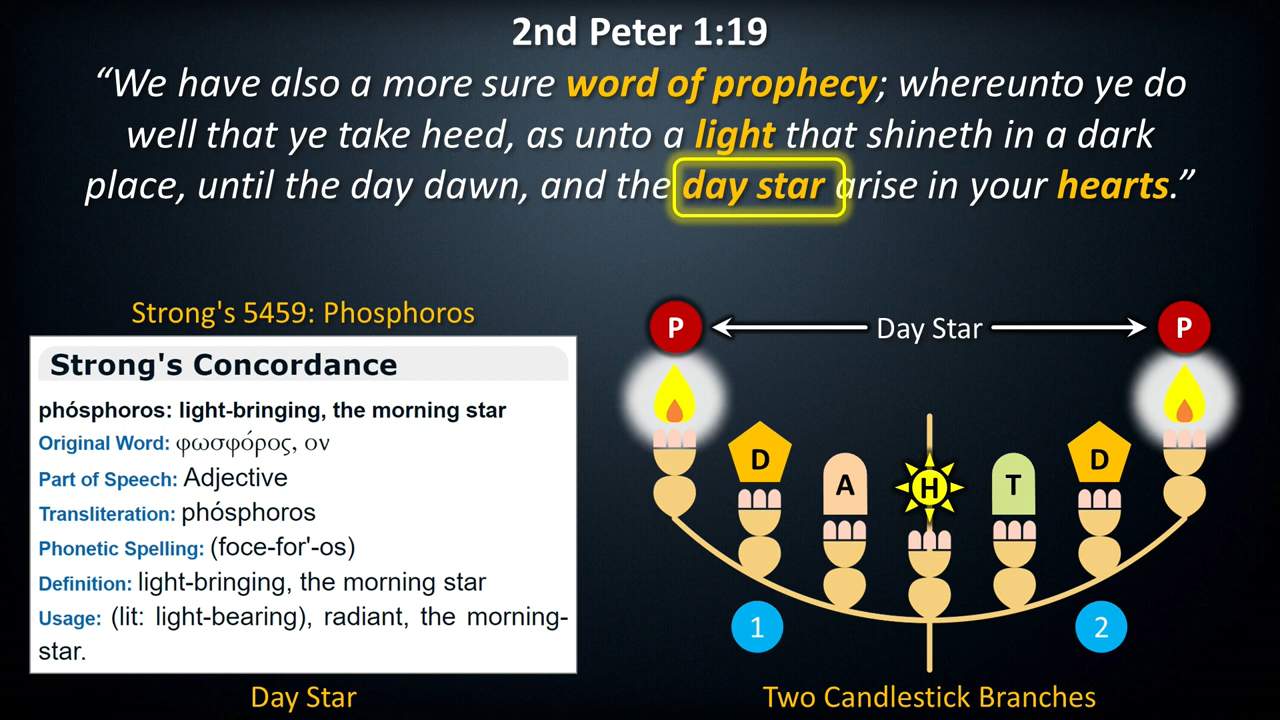 2nd Peter 1:19
“We have also a more sure word of prophecy; whereunto ye do
well that ye take heed, as unto a light that shineth in a dark
place, until the day dawn, and the day star arise in your hearts.”
Strong's 5459: Phosphoros
Strong's Concordance
phósphoros: light-bringing, the morning star
Original Word: φωσφόρος, ον
Part of Speech: Adjective
Transliteration: phósphoros
Phonetic Spelling: (foce-for'-os)
Definition: light-bringing, the morning star
Usage: (lit: light-bearing), radiant, the morning-
star.
Day Star
P Day Star P
D A H T D
1 2
Two Candlestick Branches